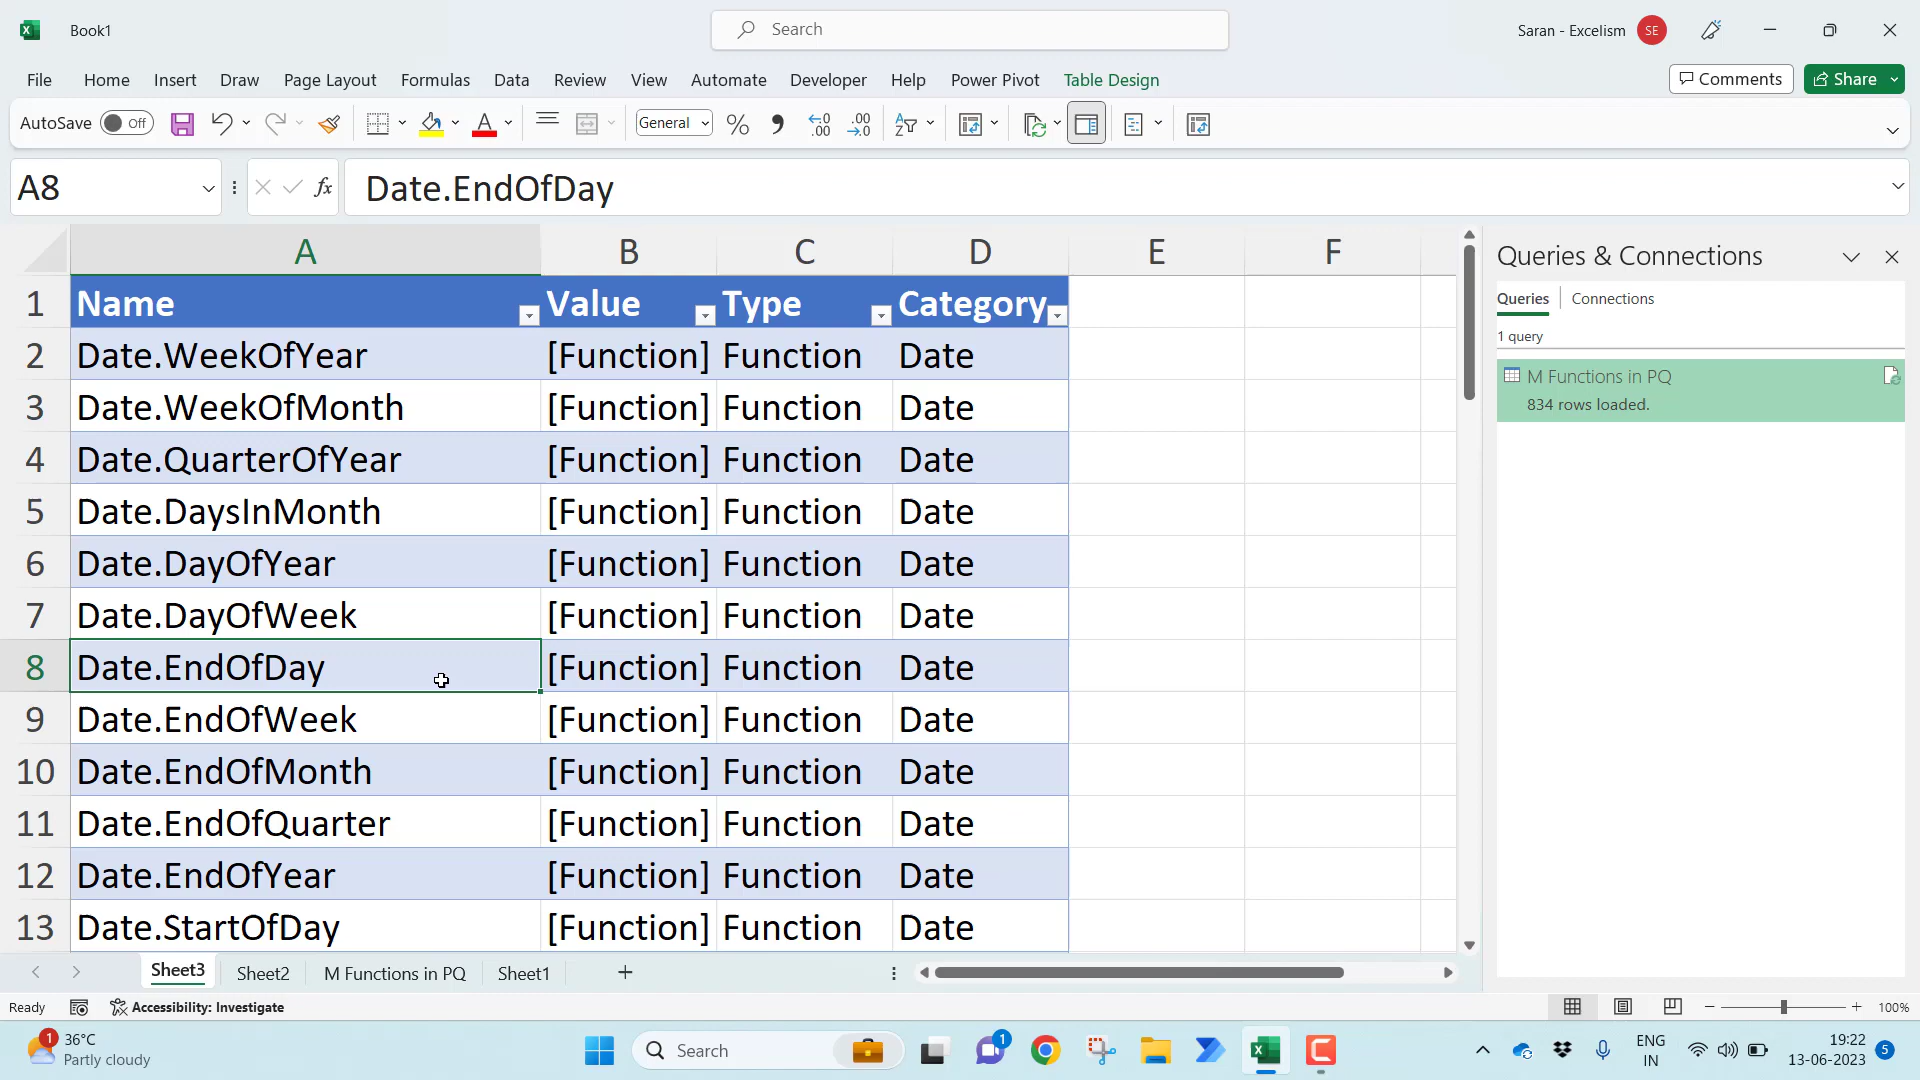 Book1
Search
Saran - Excelism SE
File Home Insert Draw Page Layout Formulas Data Review View Automate Developer Help Power Pivot Table Design
Comments Share
AutoSave Off
General
A8
fx
Date.EndOfDay
A B C D E F
1 Name Value Type Category
2 Date.WeekOfYear [Function] Function Date
3 Date.WeekOfMonth [Function] Function Date
4 Date.QuarterOfYear [Function] Function Date
5 Date.DaysInMonth [Function] Function Date
6 Date.DayOfYear [Function] Function Date
7 Date.DayOfWeek [Function] Function Date
8 Date.EndOfDay [Function] Function Date
9 Date.EndOfWeek [Function] Function Date
10 Date.EndOfMonth [Function] Function Date
11 Date.EndOfQuarter [Function] Function Date
12 Date.EndOfYear [Function] Function Date
13 Date.StartOfDay [Function] Function Date
Queries & Connections
Queries Connections
1 query
M Functions in PQ
834 rows loaded.
Sheet3 Sheet2 M Functions in PQ Sheet1
Ready Accessibility: Investigate 100%
1 36°C
Partly cloudy
Search
1
ENG
IN
19:22
13-06-2023
5